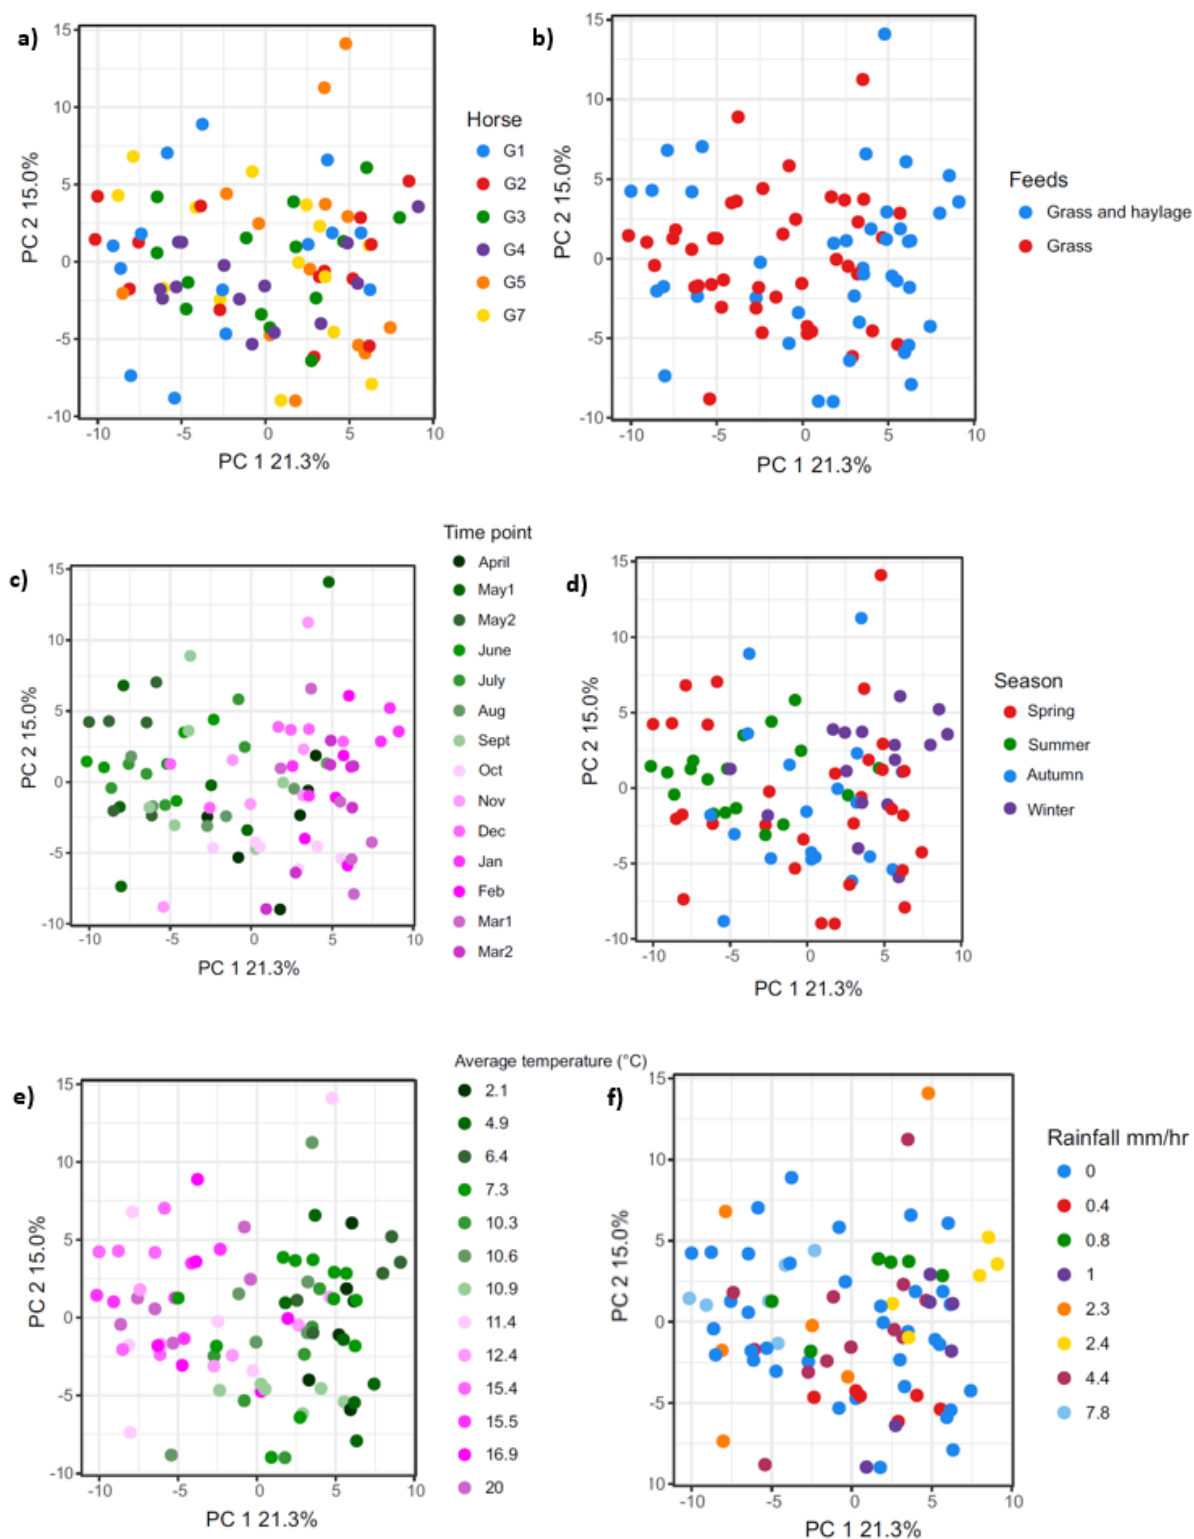 a)
15
10
5
0
-5
-10
-10
-5
0
5
10
PC 2 15.0%
PC 1 21.3%
Horse
G1
G2
G3
G4
G5
G7
b)
15
10
5
0
-5
-10
-10
-5
0
5
10
PC 2 15.0%
PC 1 21.3%
Feeds
Grass and haylage
Grass
c)
15
10
5
0
-5
-10
-10
-5
0
5
10
PC 2 15.0%
PC 1 21.3%
Time point
April
May1
May2
June
July
Aug
Sept
Oct
Nov
Dec
Jan
Feb
Mar1
Mar2
d)
15
10
5
0
-5
-10
-10
-5
0
5
10
PC 2 15.0%
PC 1 21.3%
Season
Spring
Summer
Autumn
Winter
e)
15
10
5
0
-5
-10
-10
-5
0
5
10
PC 2 15.0%
PC 1 21.3%
Average temperature (°C)
2.1
4.9
6.4
7.3
10.3
10.6
10.9
11.4
12.4
15.4
15.5
16.9
20
f)
15
10
5
0
-5
10
-10
-5
0
5
10
PC 2 15.0%
PC 1 21.3%
Rainfall mm/hr
0
0.4
0.8
1
2.3
2.4
4.4
7.8